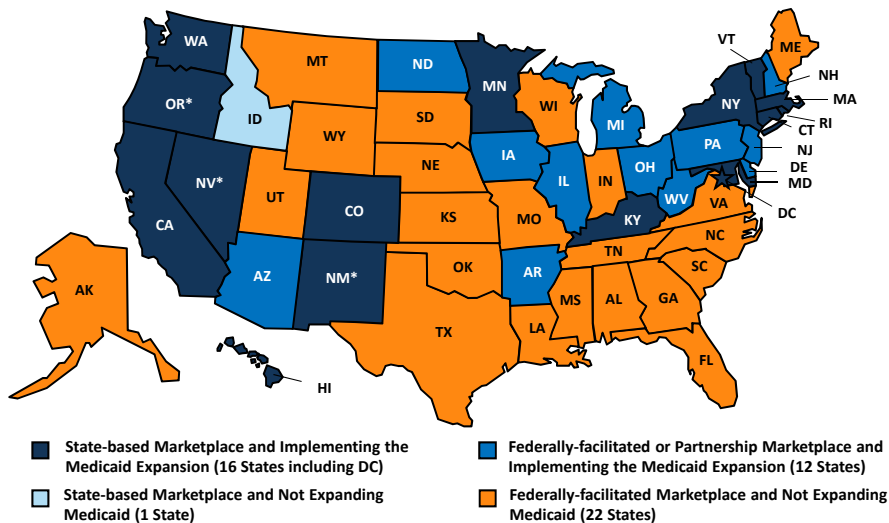 WA
VT
ME
MT
ND
MN
NH
OR*
ID
WI
NY
MA
SD
MI
RI
WY
CT
IA
PA
NJ
NE
OH
DE
NV*
IL
IN
MD
UT
WV
VA
CO
DC
CA
KS
MO
KY
NC
TN
OK
SC
AZ
NM*
AR
AK
MS
AL
GA
TX
LA
FL
HI
State-based Marketplace and Implementing the
Medicaid Expansion (16 States including DC)
Federally-facilitated or Partnership Marketplace and
Implementing the Medicaid Expansion (12 States)
State-based Marketplace and Not Expanding
Medicaid (1 State)
Federally-facilitated Marketplace and Not Expanding
Medicaid (22 States)